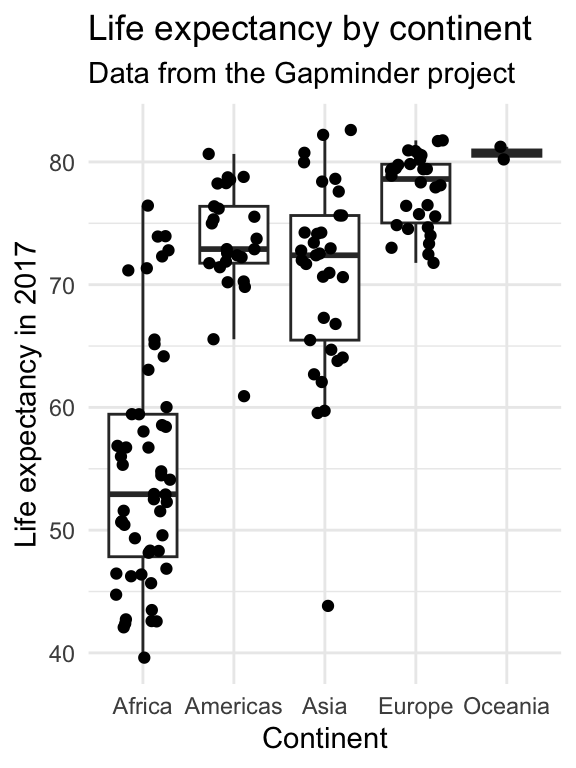 Life expectancy by continent
Data from the Gapminder project
Life expectancy in 2017
80
70
60
50
40
Africa Americas Asia Europe Oceania
Continent